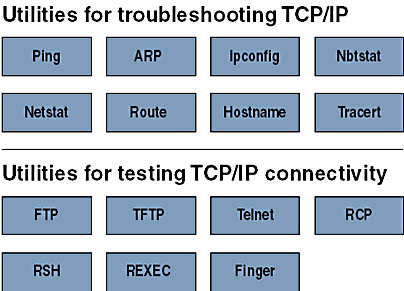 Utilities for troubleshooting TCP/IP
Ping ARP Ipconfig Nbtstat
Netstat Route Hostname Tracert
Utilities for testing TCP/IP connectivity
FTP TFTP Telnet RCP
RSH REXEC Finger